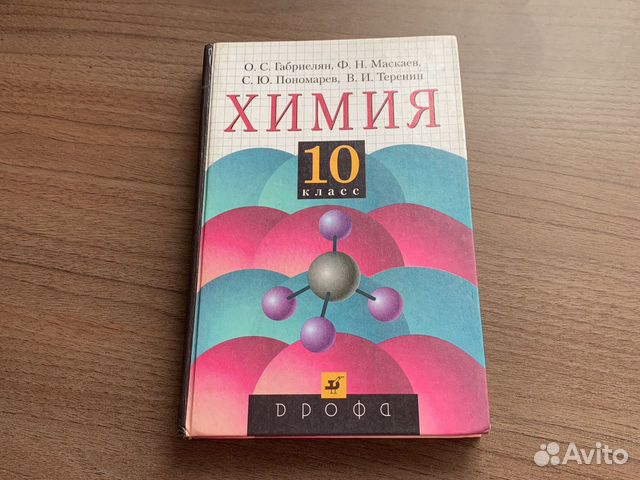 О. С. Габриелян, Ф. Н. Маскаев,
С. Ю. Пономарев, В. И. Теренин
ХИМИЯ
10
класс
дрофа
Avito